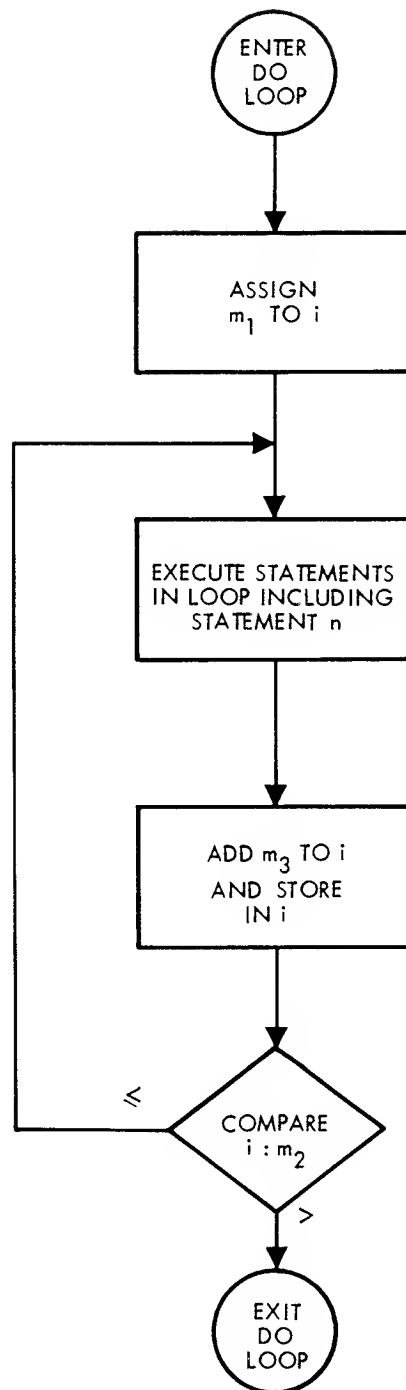 ENTER
DO
LOOP
ASSIGN
m₁ TO i
EXECUTE STATEMENTS
IN LOOP INCLUDING
STATEMENT n
ADD m₃ TO i
AND STORE
IN i
≤
COMPARE
i : m₂
>
EXIT
DO
LOOP